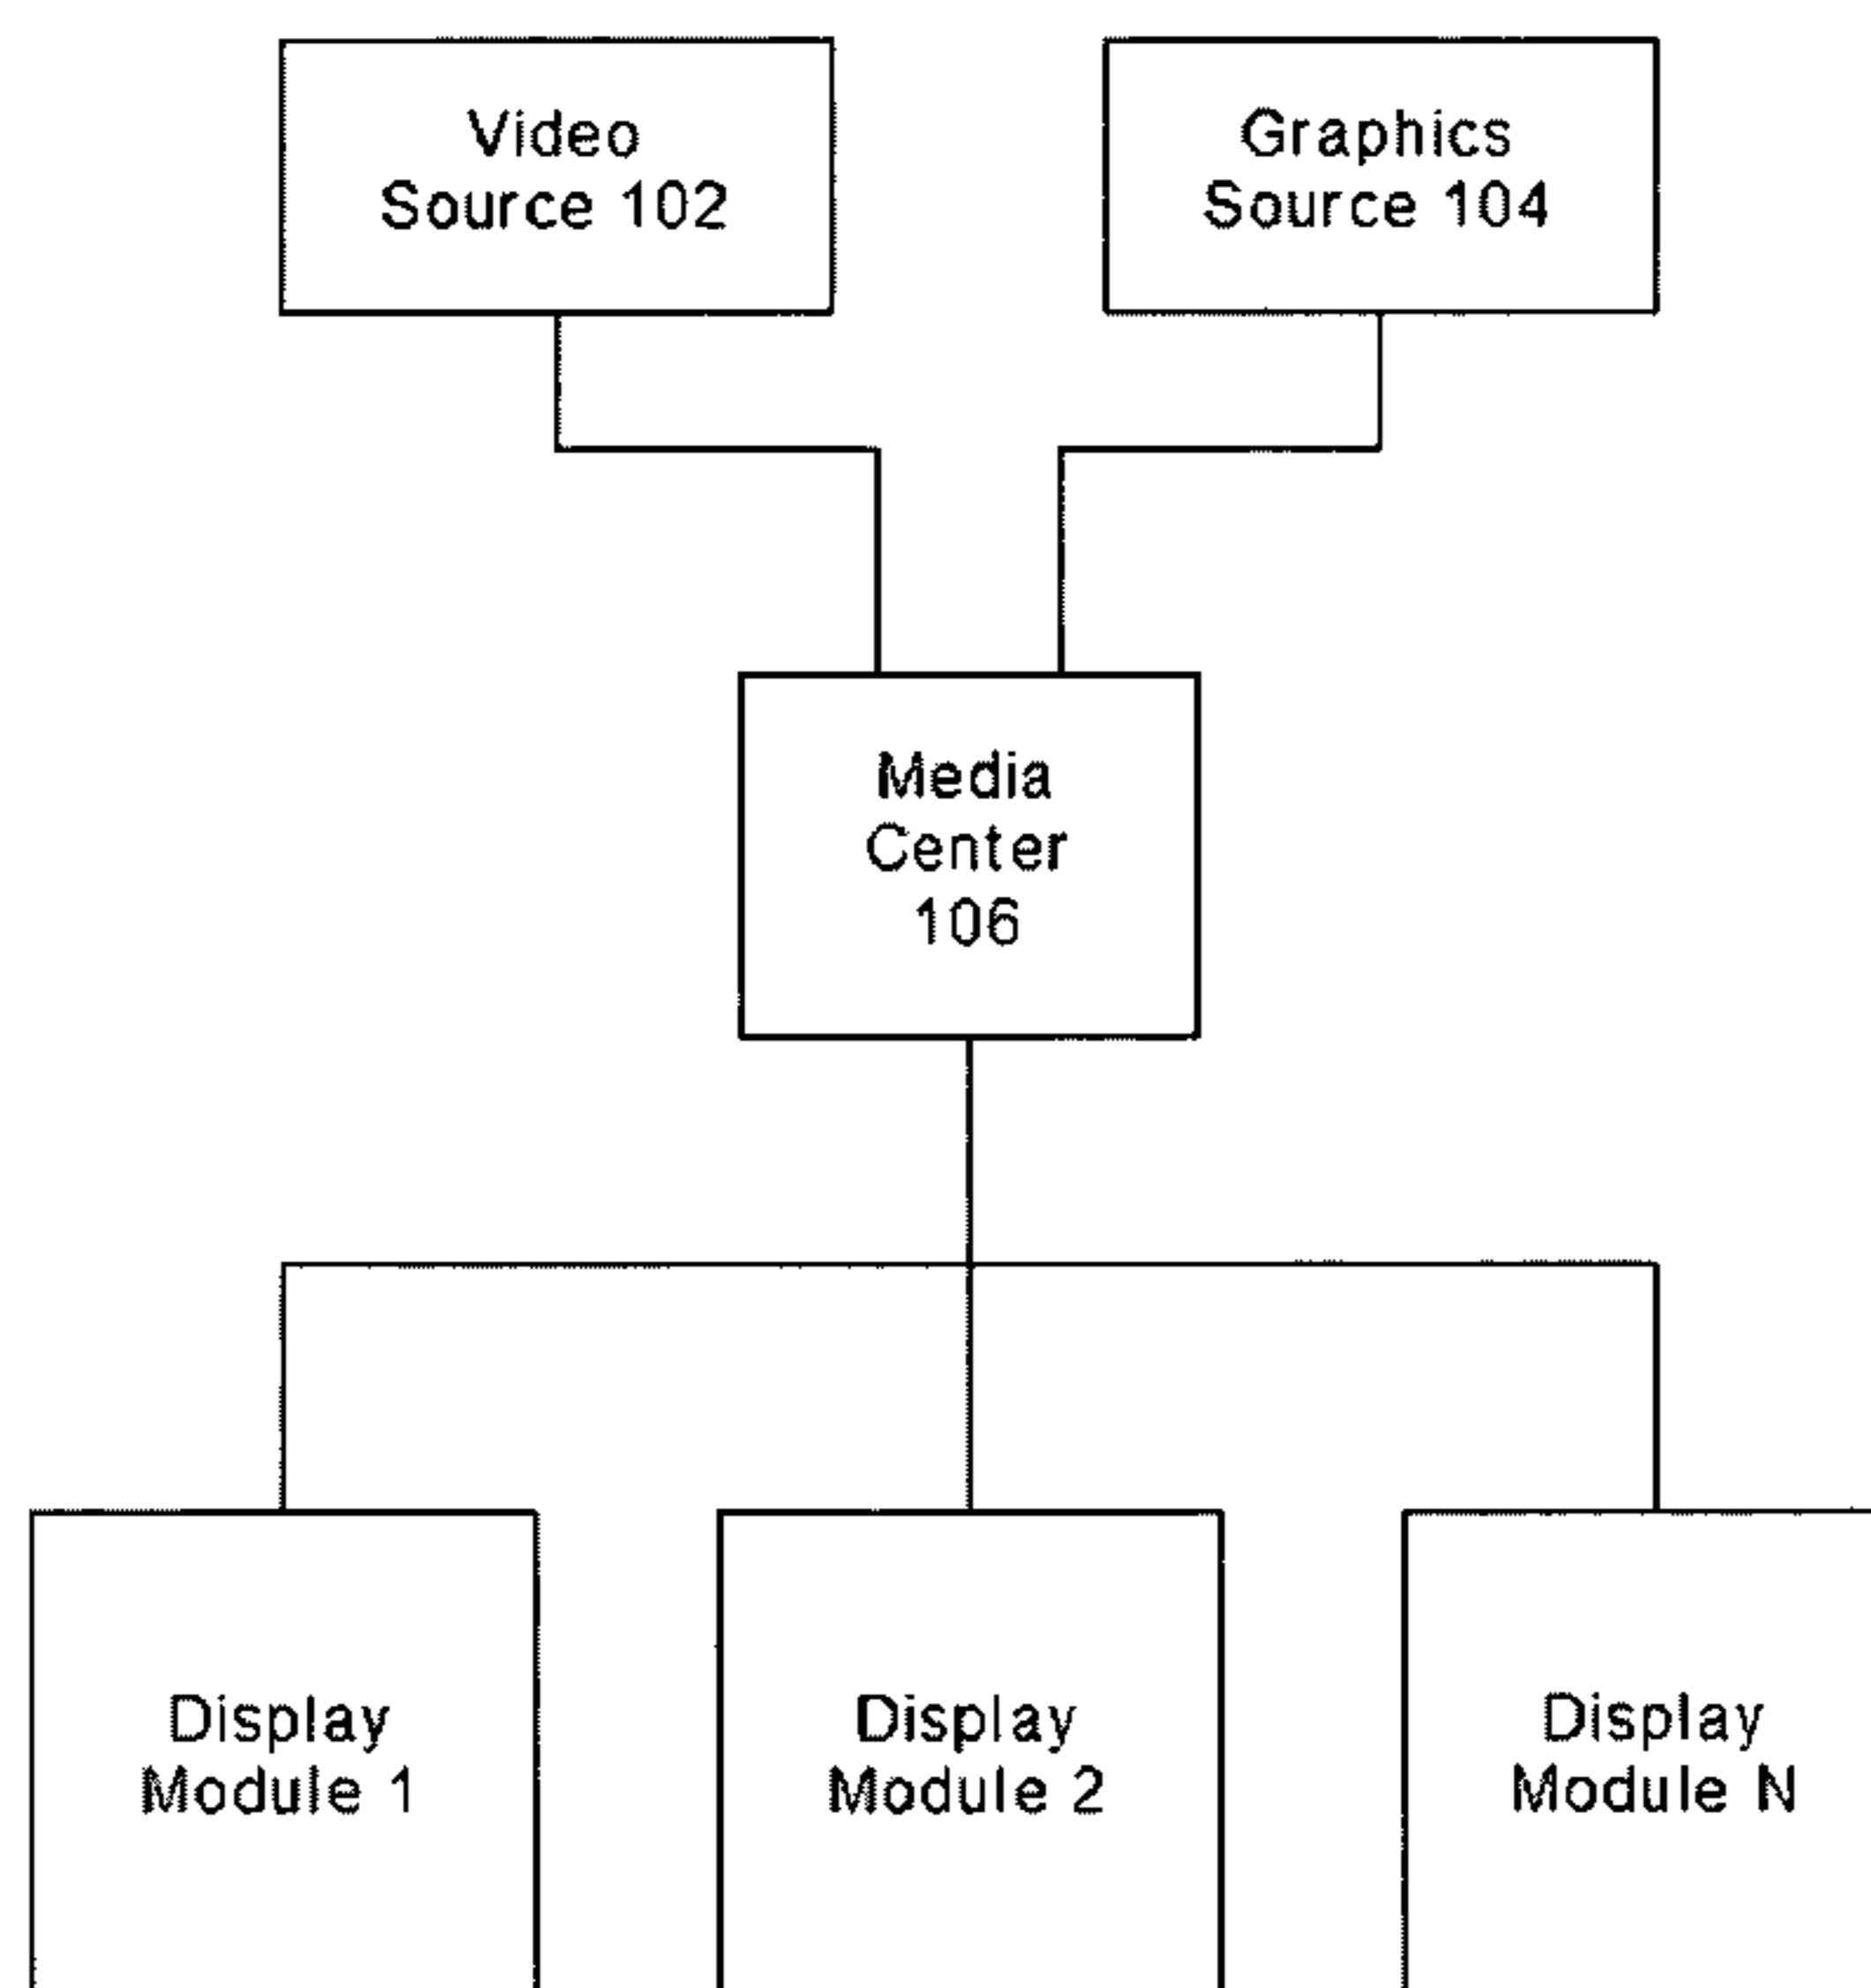 Video
Source 102
Graphics
Source 104
Media
Center
106
Display
Module 1
Display
Module 2
Display
Module N